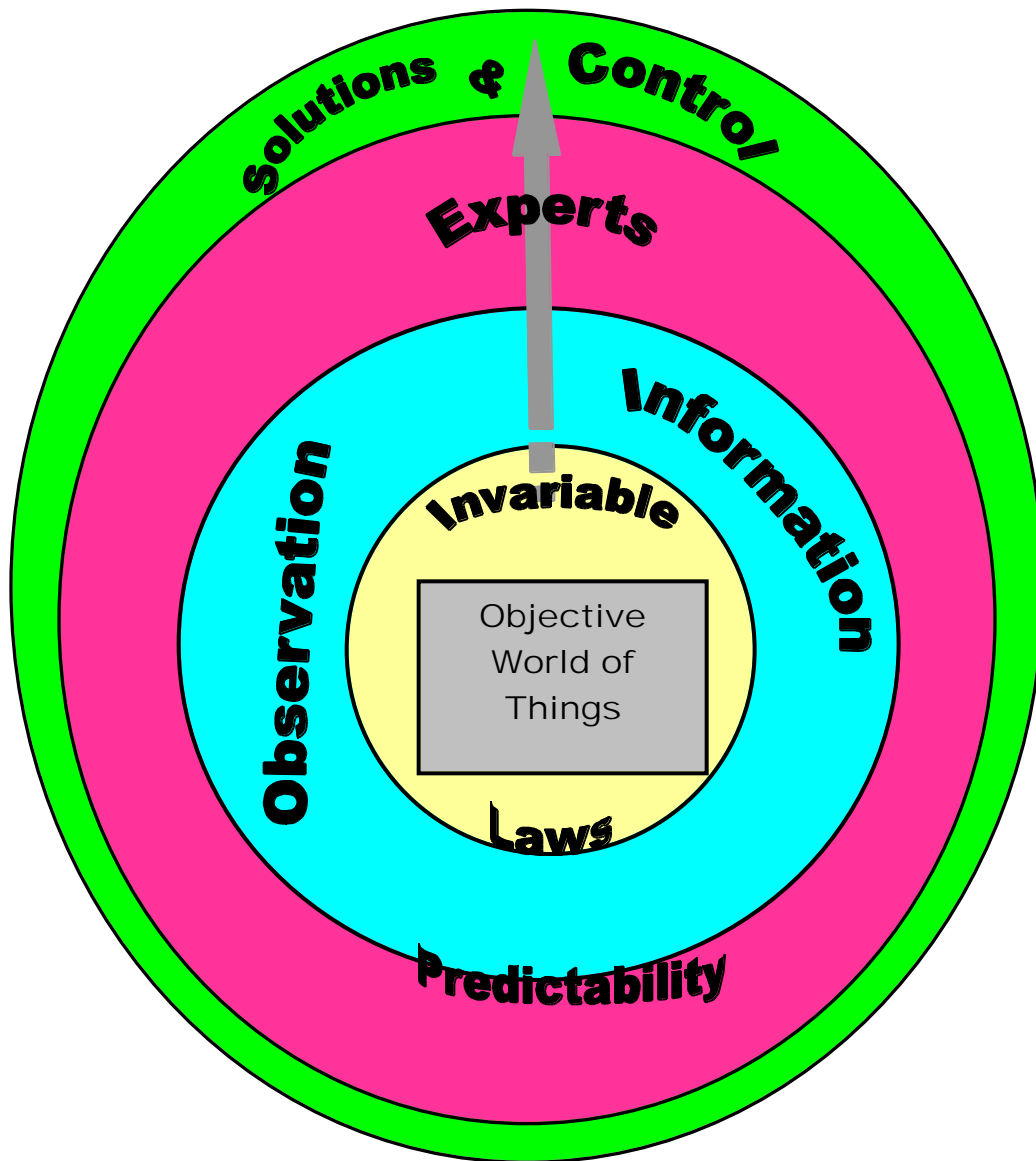 Solutions & Control
Experts
Information
Observation
Invariable
Objective
World of
Things
Laws
Predictability